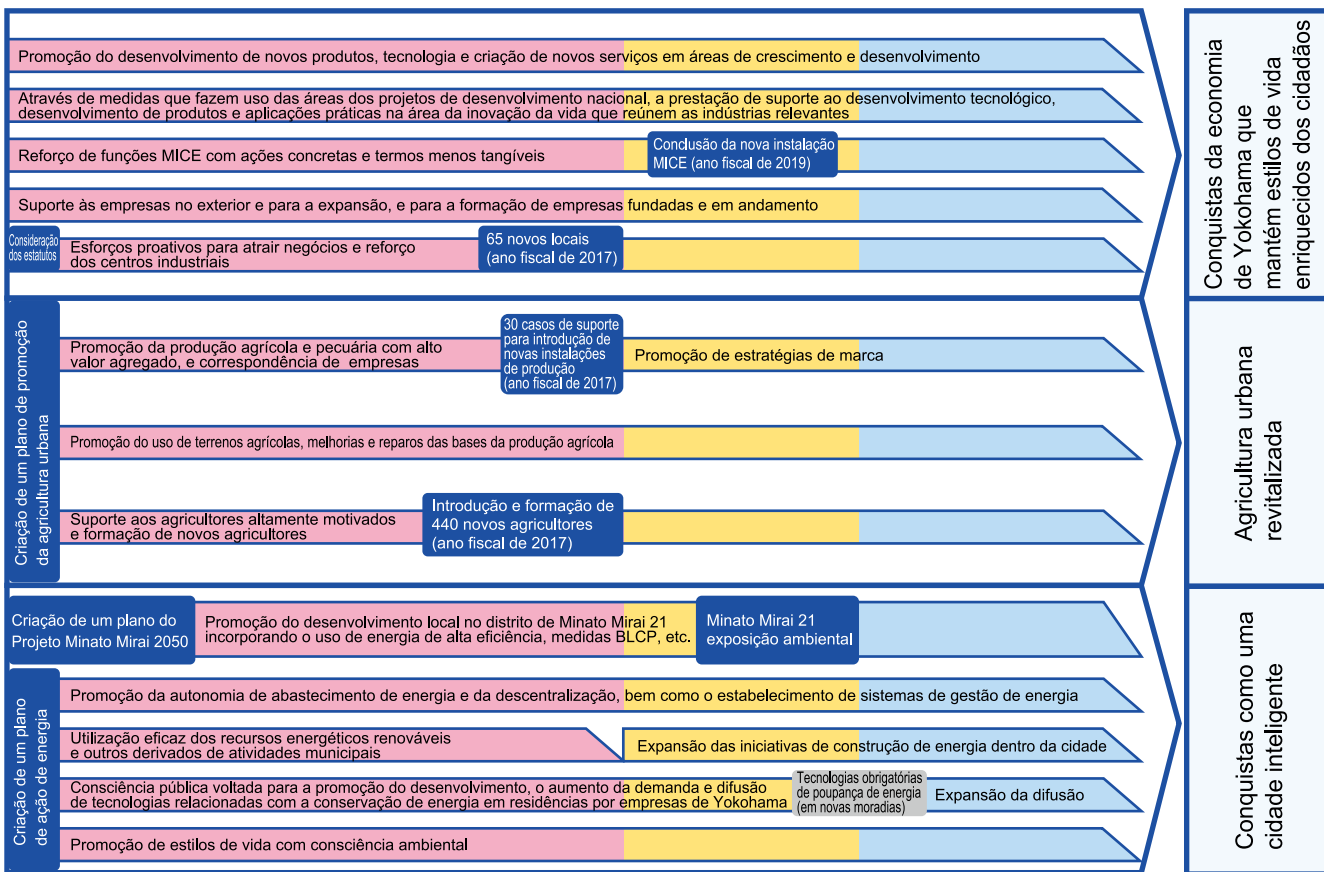 Promoção do desenvolvimento de novos produtos, tecnologia e criação de novos serviços em áreas de crescimento e desenvolvimento
Através de medidas que fazem uso das áreas dos projetos de desenvolvimento nacional, a prestação de suporte ao desenvolvimento tecnológico,
desenvolvimento de produtos e aplicações práticas na área da inovação da vida que reúnem as indústrias relevantes
Reforço de funções MICE com ações concretas e termos menos tangíveis
Conclusão da nova instalação
MICE (ano fiscal de 2019)
Suporte às empresas no exterior e para a expansão, e para a formação de empresas fundadas e em andamento
Consideração
dos estatutos
Esforços proativos para atrair negócios e reforço
dos centros industriais
65 novos locais
(ano fiscal de 2017)
Conquistas da economia
de Yokohama que
mantém estilos de vida
enriquecidos dos cidadãos
Criação de um plano de promoção
da agricultura urbana
Promoção da produção agrícola e pecuária com alto
valor agregado, e correspondência de empresas
30 casos de suporte
para introdução de
novas instalações
de produção
(ano fiscal de 2017)
Promoção de estratégias de marca
Promoção do uso de terrenos agrícolas, melhorias e reparos das bases da produção agrícola
Suporte aos agricultores altamente motivados
e formação de novos agricultores
Introdução e formação de
440 novos agricultores
(ano fiscal de 2017)
Agricultura urbana
revitalizada
Criação de um plano do
Projeto Minato Mirai 2050
Promoção do desenvolvimento local no distrito de Minato Mirai 21
incorporando o uso de energia de alta eficiência, medidas BLCP, etc.
Minato Mirai 21
exposição ambiental
Criação de um plano
de ação de energia
Promoção da autonomia de abastecimento de energia e da descentralização, bem como o estabelecimento de sistemas de gestão de energia
Utilização eficaz dos recursos energéticos renováveis
e outros derivados de atividades municipais
Expansão das iniciativas de construção de energia dentro da cidade
Consciência pública voltada para a promoção do desenvolvimento, o aumento da demanda e difusão
de tecnologias relacionadas com a conservação de energia em residências por empresas de Yokohama
Tecnologias obrigatórias
de poupança de energia
(em novas moradias)
Expansão da difusão
Promoção de estilos de vida com consciência ambiental
Conquistas como uma
cidade inteligente